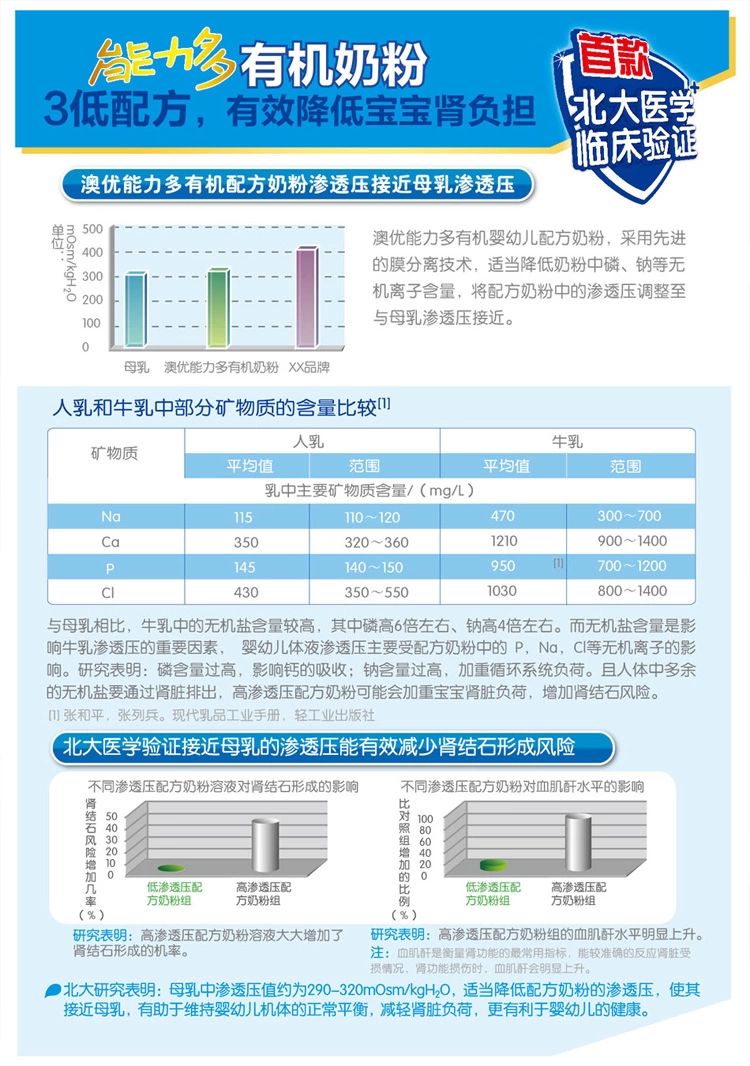 能力多有机奶粉
3低配方，有效降低宝宝肾负担
首款
北大医学
临床验证
澳优能力多有机配方奶粉渗透压接近母乳渗透压
单位：mOsm/kgH₂O
500
400
300
200
100
0
母乳 澳优能力多有机奶粉 XX品牌
澳优能力多有机婴幼儿配方奶粉，采用先进
的膜分离技术，适当降低奶粉中磷、钠等无
机离子含量，将配方奶粉中的渗透压调整至
与母乳渗透压接近。
人乳和牛乳中部分矿物质的含量比较[1]
矿物质 人乳 牛乳
平均值 范围 平均值 范围
乳中主要矿物质含量/（mg/L）
Na 115 110～120 470 300～700
Ca 350 320～360 1210 900～1400
P 145 140～150 950 [1] 700～1200
Cl 430 350～550 1030 800～1400
与母乳相比，牛乳中的无机盐含量较高，其中磷高6倍左右、钠高4倍左右。而无机盐含量是影
响牛乳渗透压的重要因素， 婴幼儿体液渗透压主要受配方奶粉中的 P，Na，Cl等无机离子的影
响。研究表明：磷含量过高，影响钙的吸收；钠含量过高，加重循环系统负荷。且人体中多余
的无机盐要通过肾脏排出，高渗透压配方奶粉可能会加重宝宝肾脏负荷，增加肾结石风险。
[1] 张和平，张列兵。现代乳品工业手册，轻工业出版社
北大医学验证接近母乳的渗透压能有效减少肾结石形成风险
不同渗透压配方奶粉溶液对肾结石形成的影响
肾结石风险增加几率（%）
50
40
30
20
10
0
低渗透压配
方奶粉组
高渗透压配
方奶粉组
研究表明：高渗透压配方奶粉溶液大大增加了
肾结石形成的机率。
不同渗透压配方奶粉对血肌酐水平的影响
比对照组增加的比例（%）
100
80
60
40
20
0
低渗透压配
方奶粉组
高渗透压配
方奶粉组
研究表明：高渗透压配方奶粉组的血肌酐水平明显上升。
注：血肌酐是衡量肾功能的最常用指标，能较准确的反应肾脏受
损情况，肾功能损伤时，血肌酐会明显上升。
北大研究表明：母乳中渗透压值约为290-320mOsm/kgH₂O，适当降低配方奶粉的渗透压，使其
接近母乳，有助于维持婴幼儿机体的正常平衡，减轻肾脏负荷，更有利于婴幼儿的健康。